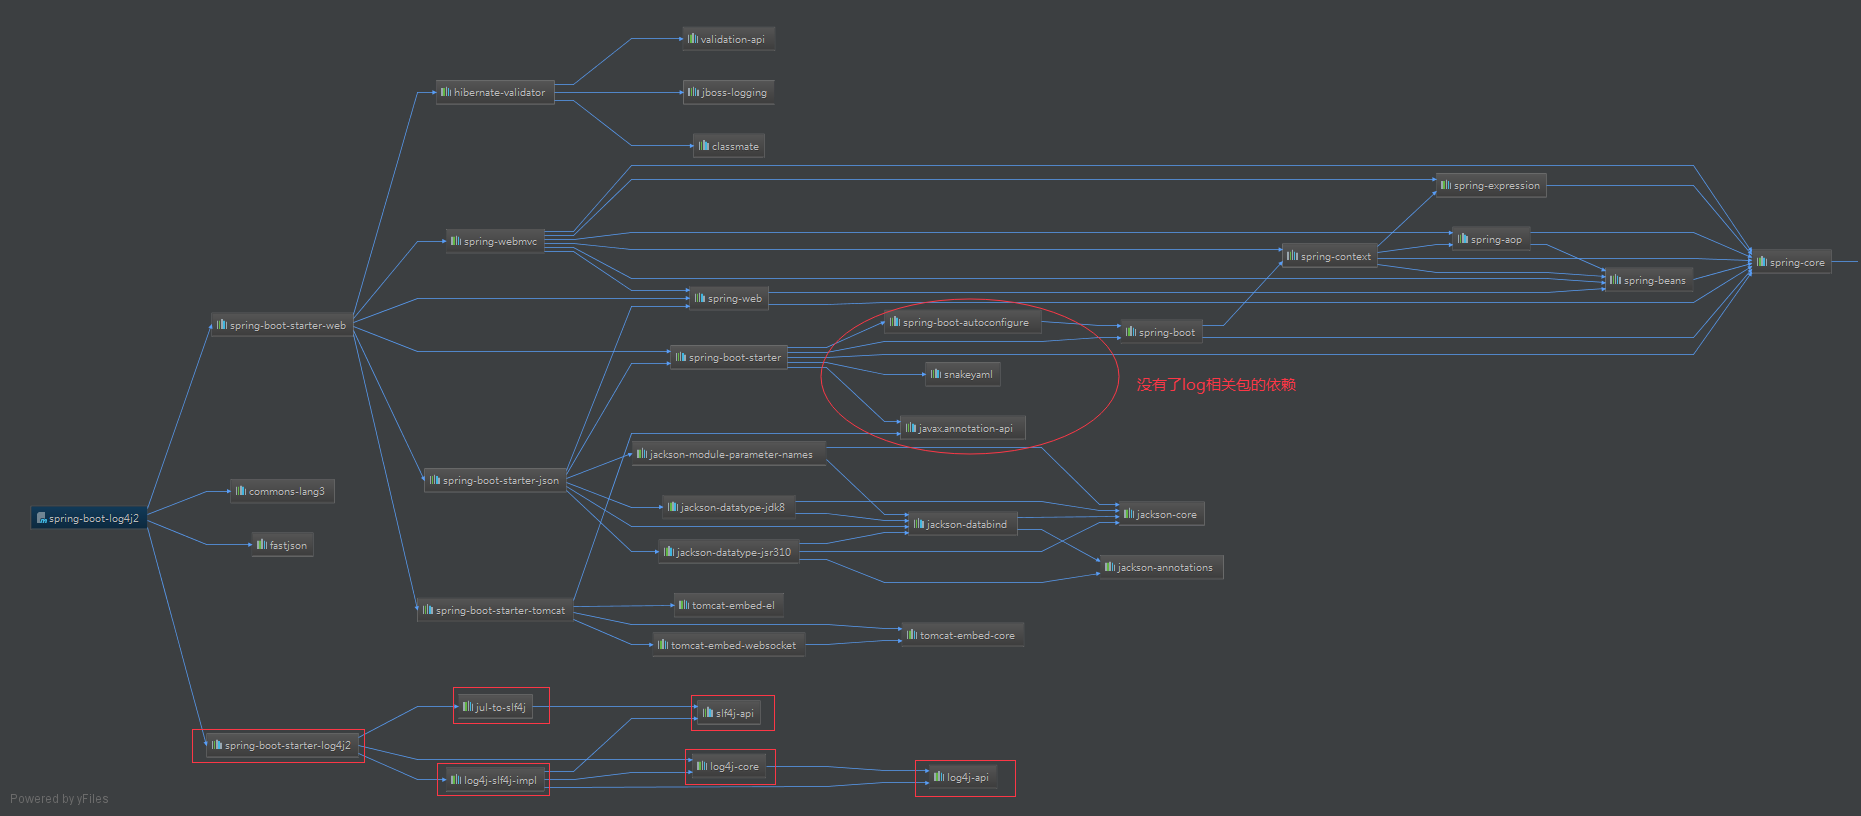 validation-api
hibernate-validator
jboss-logging
classmate
spring-expression
spring-webmvc
spring-aop
spring-context
spring-core
spring-beans
spring-web
spring-boot-starter-web
spring-boot-autoconfigure
spring-boot
spring-boot-starter
snakeyaml
没有了log相关包的依赖
javax.annotation-api
jackson-module-parameter-names
spring-boot-starter-json
commons-lang3
jackson-datatype-jdk8
jackson-core
spring-boot-log4j2
jackson-databind
fastjson
jackson-datatype-jsr310
jackson-annotations
tomcat-embed-el
spring-boot-starter-tomcat
tomcat-embed-core
tomcat-embed-websocket
jul-to-slf4j
slf4j-api
spring-boot-starter-log4j2
log4j-core
log4j-slf4j-impl
log4j-api
Powered by yFiles